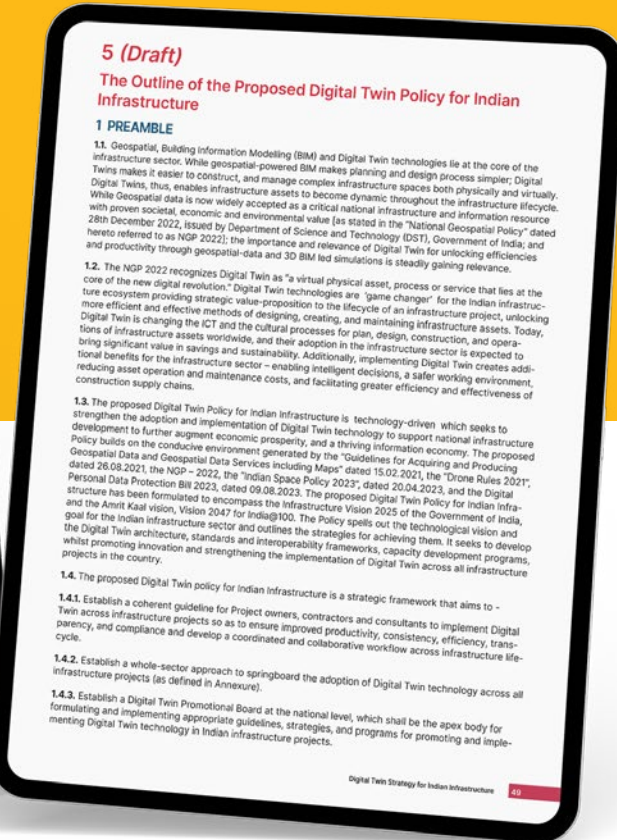 5 (Draft)
The Outline of the Proposed Digital Twin Policy for Indian
Infrastructure
1 PREAMBLE
1.1. Geospatial, Building Information Modelling (BIM) and Digital Twin technologies lie at the core of the
infrastructure sector. While geospatial-powered BIM makes planning and design process simpler; Digital
Twins makes it easier to construct, and manage complex infrastructure spaces both physically and virtually.
Digital Twins, thus, enables infrastructure assets to become dynamic throughout the infrastructure lifecycle.
While Geospatial data is now widely accepted as a critical national infrastructure and information resource
with proven societal, economic and environmental value [as stated in the "National Geospatial Policy" dated
28th December 2022, issued by Department of Science and Technology (DST), Government of India; and
hereto referred to as NGP 2022]; the importance and relevance of Digital Twin for unlocking efficiencies
and productivity through geospatial-data and 3D BIM led simulations is steadily gaining relevance.
1.2. The NGP 2022 recognizes Digital Twin as "a virtual physical asset, process or service that lies at the
core of the new digital revolution." Digital Twin technologies are 'game changer' for the Indian infrastruc-
ture ecosystem providing strategic value-proposition to the lifecycle of an infrastructure project, unlocking
more efficient and effective methods of designing, creating, and maintaining infrastructure assets. Today,
Digital Twin is changing the ICT and the cultural processes for plan, design, construction, and opera-
tions of infrastructure assets worldwide, and their adoption in the infrastructure sector is expected to
bring significant value in savings and sustainability. Additionally, implementing Digital Twin creates addi-
tional benefits for the infrastructure sector – enabling intelligent decisions, a safer working environment,
reducing asset operation and maintenance costs, and facilitating greater efficiency and effectiveness of
construction supply chains.
1.3. The proposed Digital Twin Policy for Indian Infrastructure is technology-driven which seeks to
strengthen the adoption and implementation of Digital Twin technology to support national infrastructure
development to further augment economic prosperity, and a thriving information economy. The proposed
Policy builds on the conducive environment generated by the "Guidelines for Acquiring and Producing
Geospatial Data and Geospatial Data Services including Maps" dated 15.02.2021, the "Drone Rules 2021",
dated 26.08.2021, the NGP – 2022, the "Indian Space Policy 2023", dated 20.04.2023, and the Digital
Personal Data Protection Bill 2023, dated 09.08.2023. The proposed Digital Twin Policy for Indian Infra-
structure has been formulated to encompass the Infrastructure Vision 2025 of the Government of India,
and the Amrit Kaal vision, Vision 2047 for India@100. The Policy spells out the technological vision and
goal for the Indian infrastructure sector and outlines the strategies for achieving them. It seeks to develop
the Digital Twin architecture, standards and interoperability frameworks, capacity development programs,
whilst promoting innovation and strengthening the implementation of Digital Twin across all infrastructure
projects in the country.
1.4. The proposed Digital Twin policy for Indian Infrastructure is a strategic framework that aims to -
1.4.1. Establish a coherent guideline for Project owners, contractors and consultants to implement Digital
Twin across infrastructure projects so as to ensure improved productivity, consistency, efficiency, trans-
parency, and compliance and develop a coordinated and collaborative workflow across infrastructure life-
cycle.
1.4.2. Establish a whole-sector approach to springboard the adoption of Digital Twin technology across all
infrastructure projects (as defined in Annexure).
1.4.3. Establish a Digital Twin Promotional Board at the national level, which shall be the apex body for
formulating and implementing appropriate guidelines, strategies, and programs for promoting and imple-
menting Digital Twin technology in Indian infrastructure projects.
Digital Twin Strategy for Indian Infrastructure 49